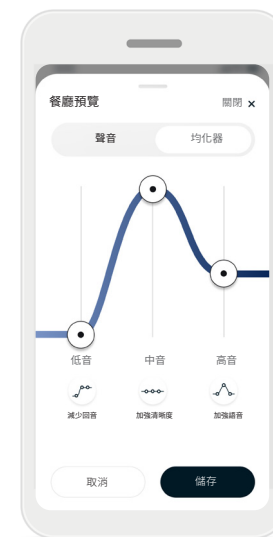 餐廳預覽 關閉 ×
聲音 均化器
低音 中音 高音
減少回音 加強清晰度 加強語音
取消 儲存